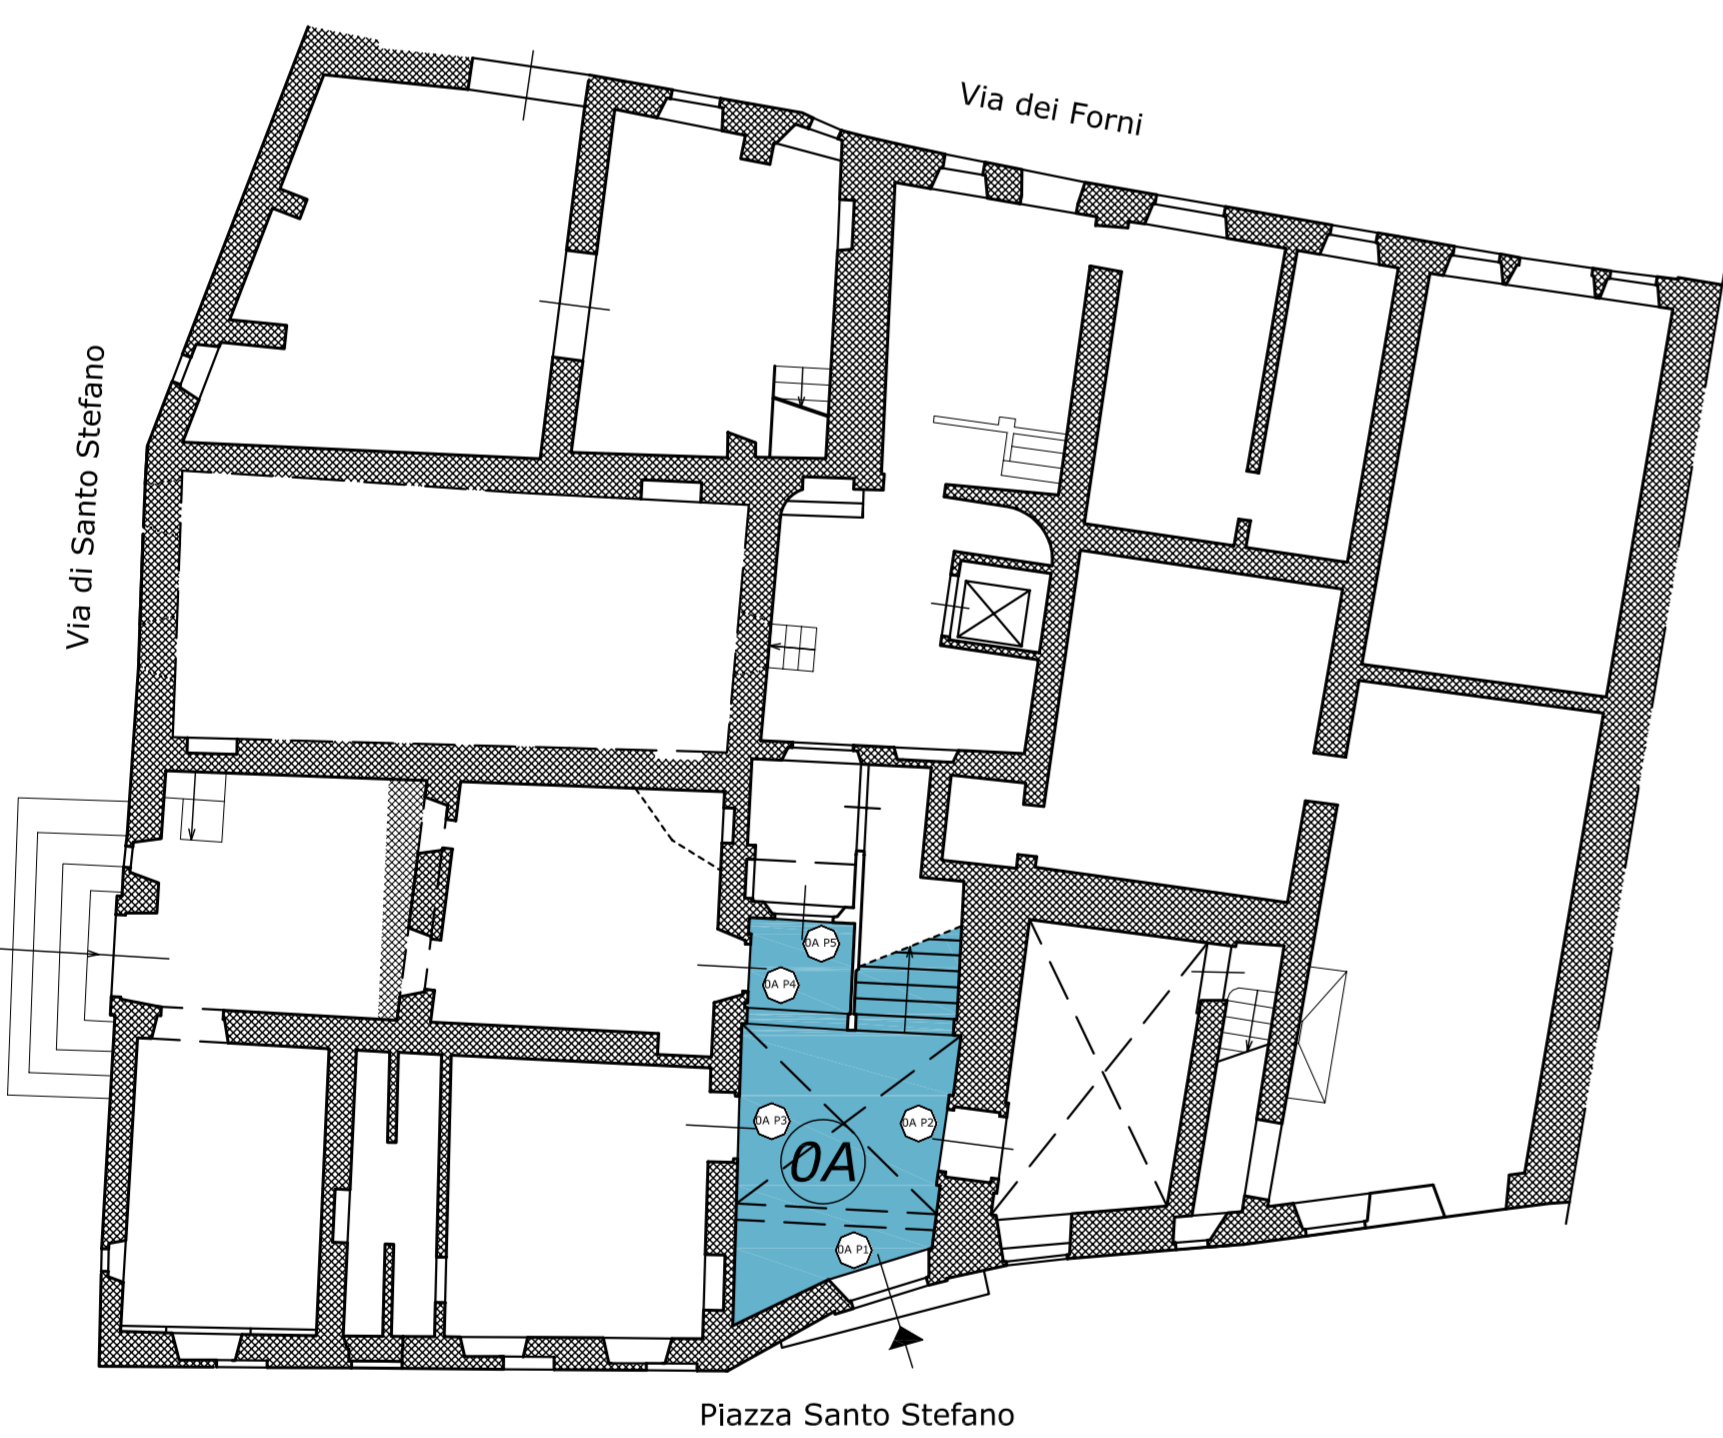 Via dei Forni
Via di Santo Stefano
0A P5
0A P4
0A P3
0A P2
0A
0A P1
Piazza Santo Stefano